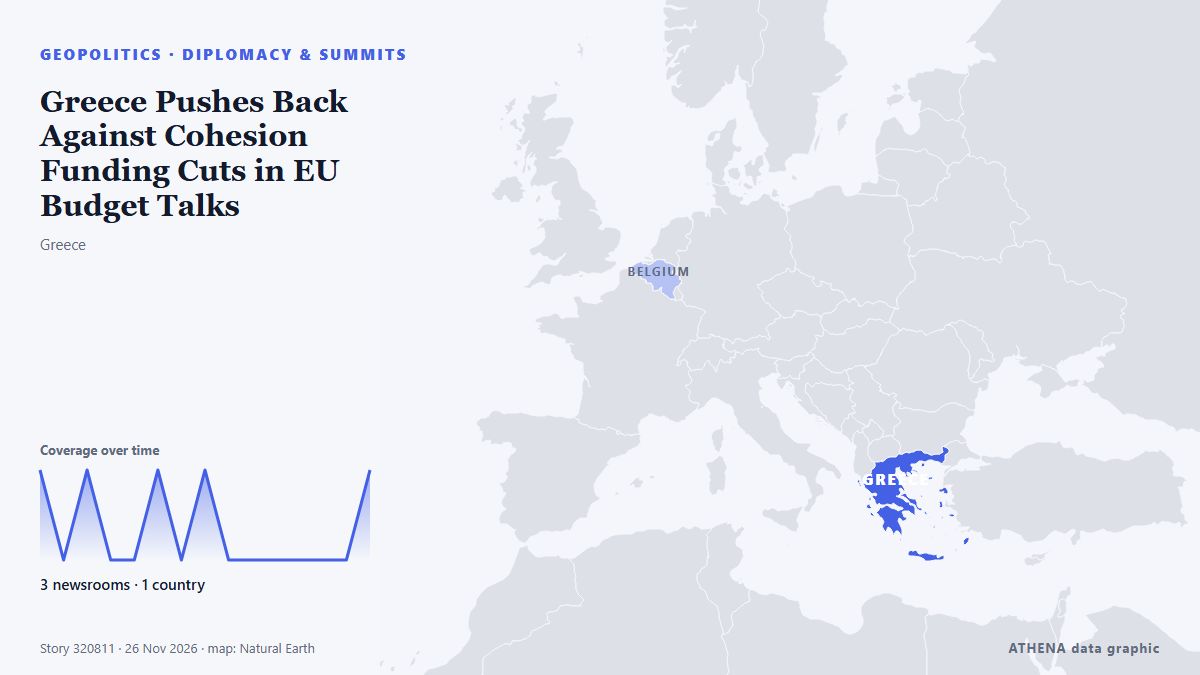 GEOPOLITICS · DIPLOMACY & SUMMITS
Greece Pushes Back
Against Cohesion
Funding Cuts in EU
Budget Talks
Greece
BELGIUM
GREECE
Coverage over time
3 newsrooms · 1 country
Story 320811 · 26 Nov 2026 · map: Natural Earth
ATHENA data graphic